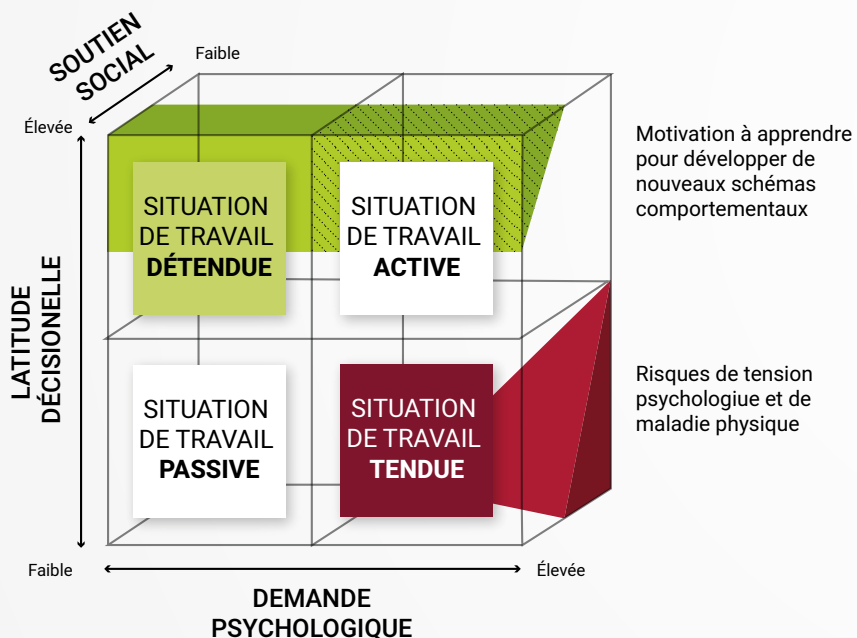 SOUTIEN
SOCIAL
Faible
Élevée
Motivation à apprendre
pour développer de
nouveaux schémas
comportementaux
SITUATION
DE TRAVAIL
DÉTENDUE
SITUATION
DE TRAVAIL
ACTIVE
LATITUDE
DÉCISIONELLE
SITUATION
DE TRAVAIL
PASSIVE
SITUATION
DE TRAVAIL
TENDUE
Risques de tension
psychologiue et de
maladie physique
Faible
Élevée
DEMANDE
PSYCHOLOGIQUE